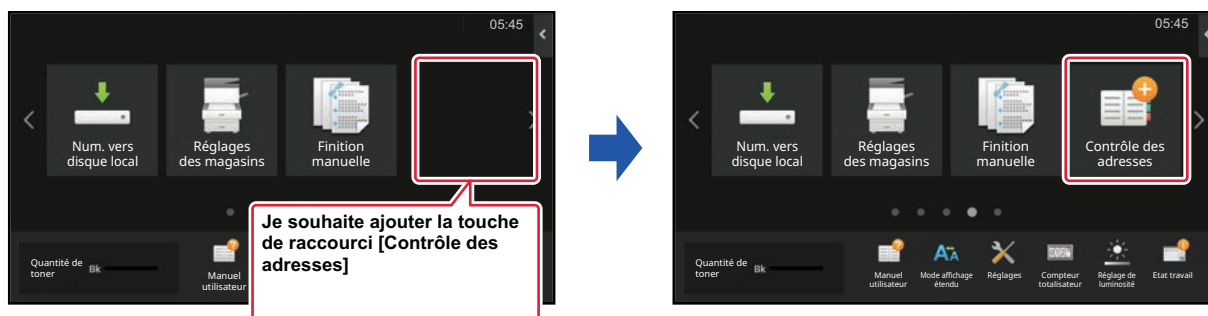 05:45
Num. vers
disque local
Réglages
des magasins
Finition
manuelle
Je souhaite ajouter la touche
de raccourci [Contrôle des
adresses]
Quantité de
toner
Bk
Manuel
utilisateur
05:45
Num. vers
disque local
Réglages
des magasins
Finition
manuelle
Contrôle des
adresses
Quantité de
toner
Bk
Manuel
utilisateur
Mode affichage
étendu
Réglages
Compteur
totalisateur
Réglage de
luminosité
Etat travail